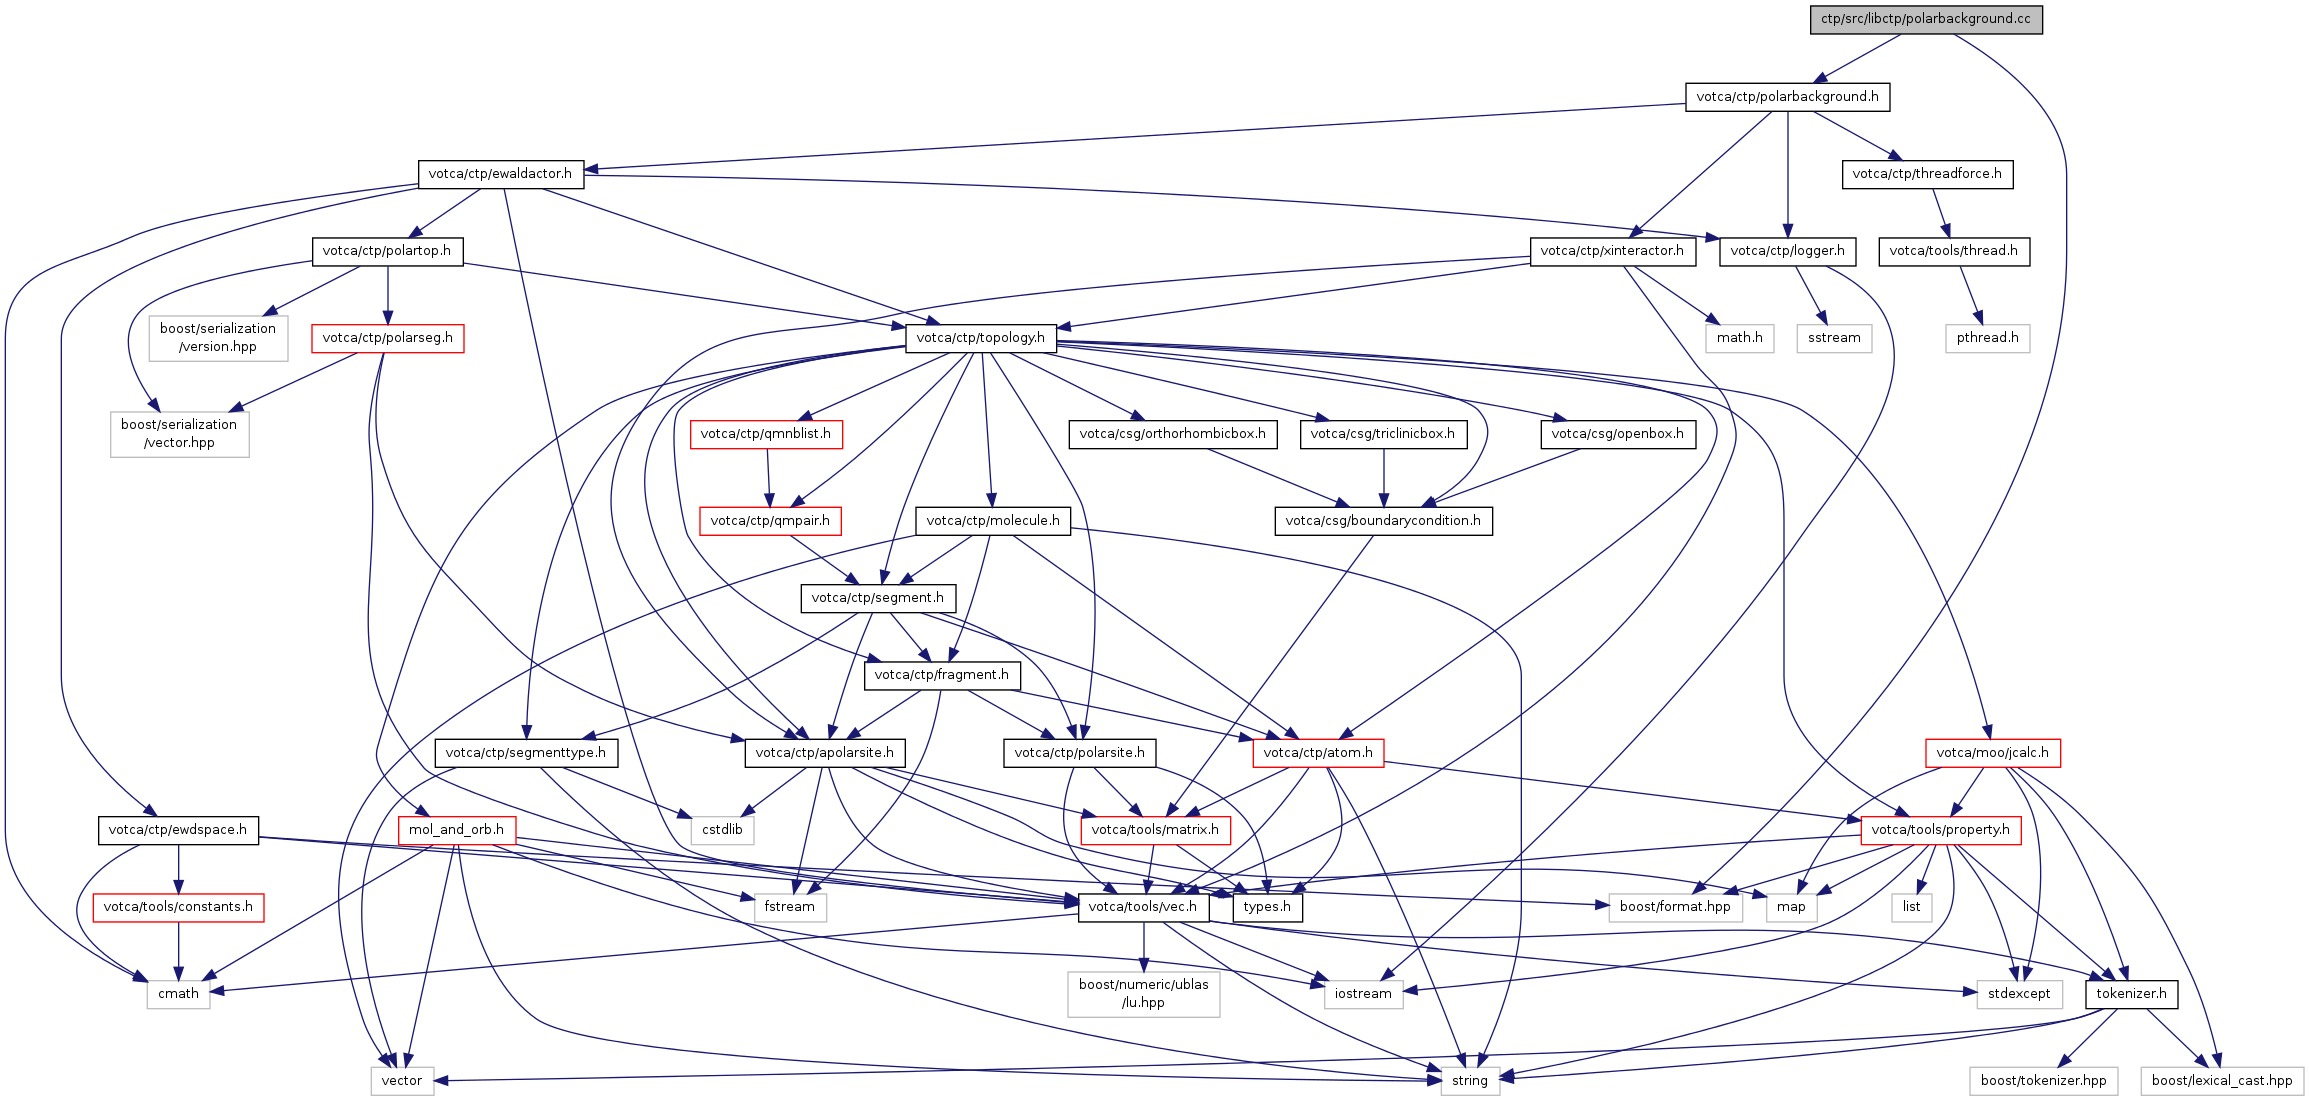 ctp/src/libctp/polarbackground.cc
votca/ctp/polarbackground.h
votca/ctp/ewaldactor.h
votca/ctp/threadforce.h
votca/ctp/polartop.h
votca/ctp/xinteractor.h
votca/ctp/logger.h
votca/tools/thread.h
boost/serialization
/version.hpp
votca/ctp/polarseg.h
votca/ctp/topology.h
math.h
sstream
pthread.h
boost/serialization
/vector.hpp
votca/ctp/qmnblist.h
votca/csg/orthorhombicbox.h
votca/csg/triclinicbox.h
votca/csg/openbox.h
votca/ctp/qmpair.h
votca/ctp/molecule.h
votca/csg/boundarycondition.h
votca/ctp/segment.h
votca/ctp/fragment.h
votca/ctp/segmenttype.h
votca/ctp/apolarsite.h
votca/ctp/polarsite.h
votca/ctp/atom.h
votca/moo/jcalc.h
votca/ctp/ewdspace.h
mol_and_orb.h
cstdlib
votca/tools/matrix.h
votca/tools/property.h
votca/tools/constants.h
fstream
votca/tools/vec.h
types.h
boost/format.hpp
map
list
cmath
boost/numeric/ublas
/lu.hpp
iostream
stdexcept
tokenizer.h
vector
string
boost/tokenizer.hpp
boost/lexical_cast.hpp